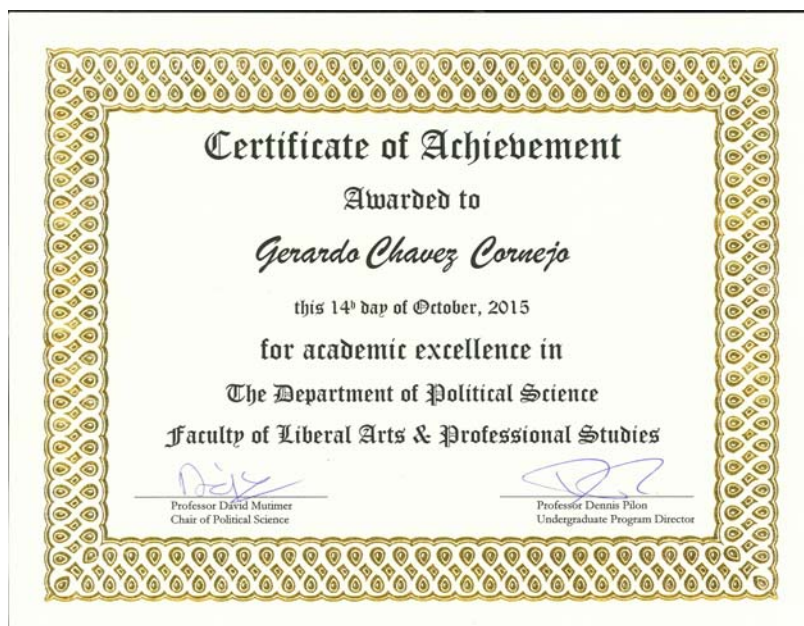 Certificate of Achievement
Awarded to
Gerardo Chavez Cornejo
this 14ᵗʰ day of October, 2015
for academic excellence in
The Department of Political Science
Faculty of Liberal Arts & Professional Studies
Professor David Mutimer
Chair of Political Science
Professor Dennis Pilon
Undergraduate Program Director